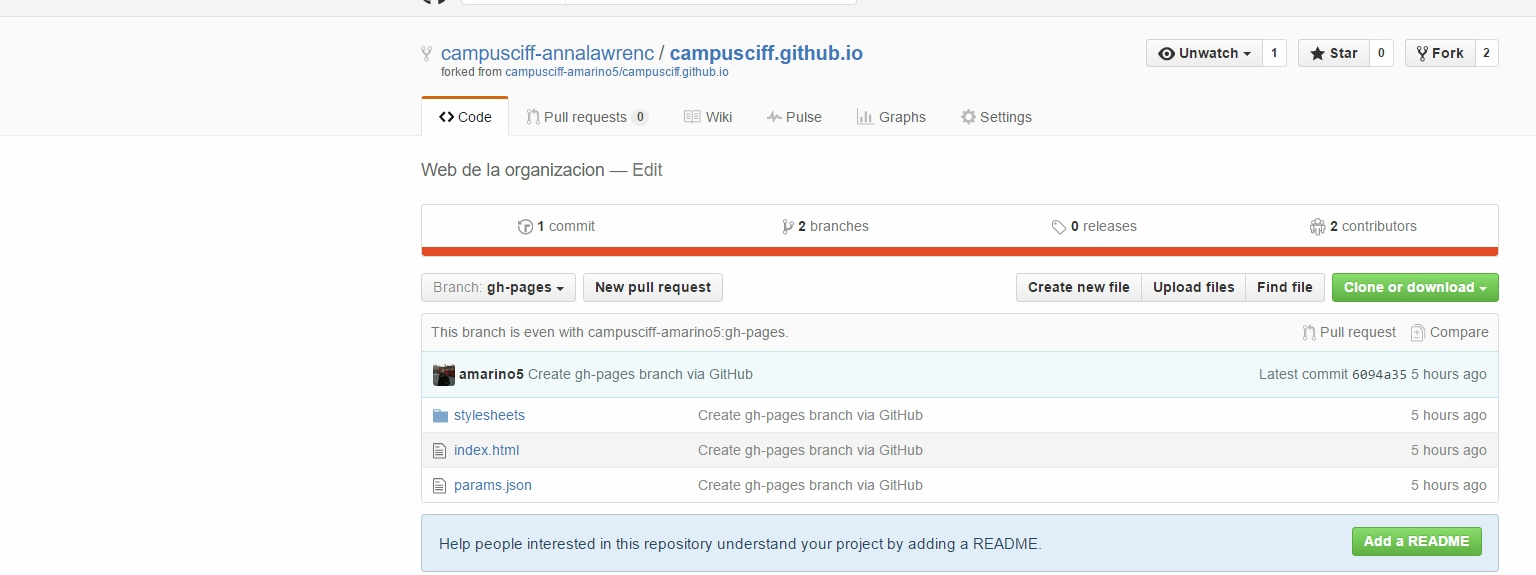 campusciff-annalawrenc / campusciff.github.io
Unwatch 1 Star 0 Fork 2
forked from campusciff-amarino5/campusciff.github.io
Code Pull requests 0 Wiki Pulse Graphs Settings
Web de la organizacion — Edit
1 commit 2 branches 0 releases 2 contributors
Branch: gh-pages New pull request Create new file Upload files Find file Clone or download
This branch is even with campusciff-amarino5:gh-pages. Pull request Compare
amarino5 Create gh-pages branch via GitHub Latest commit 6094a35 5 hours ago
stylesheets Create gh-pages branch via GitHub 5 hours ago
index.html Create gh-pages branch via GitHub 5 hours ago
params.json Create gh-pages branch via GitHub 5 hours ago
Help people interested in this repository understand your project by adding a README. Add a README